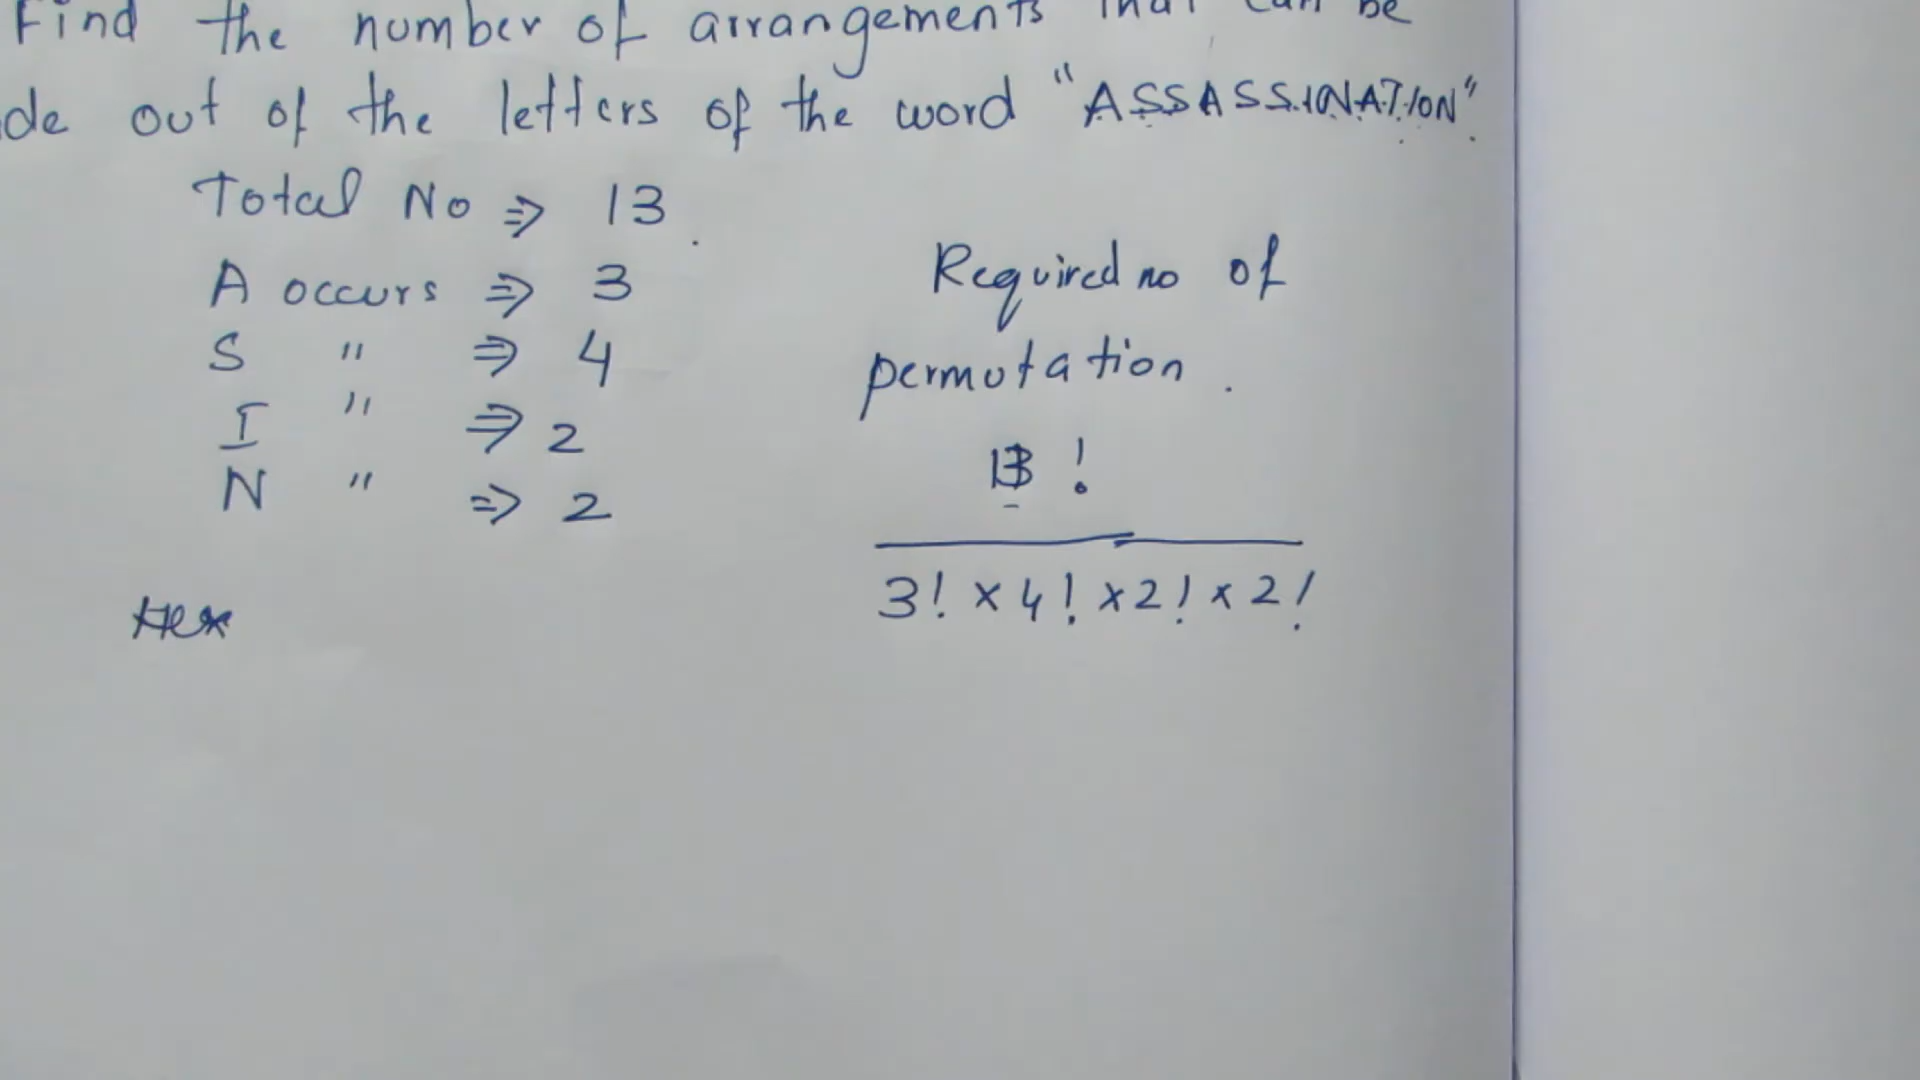 Find the number of arrangements that can be
de out of the letters of the word "ASSASSINATION"
Total No ⇒ 13
A occurs ⇒ 3
S " ⇒ 4
I " ⇒ 2
N " ⇒ 2
Required no of
permutation.
13 !
3! × 4! × 2! × 2!